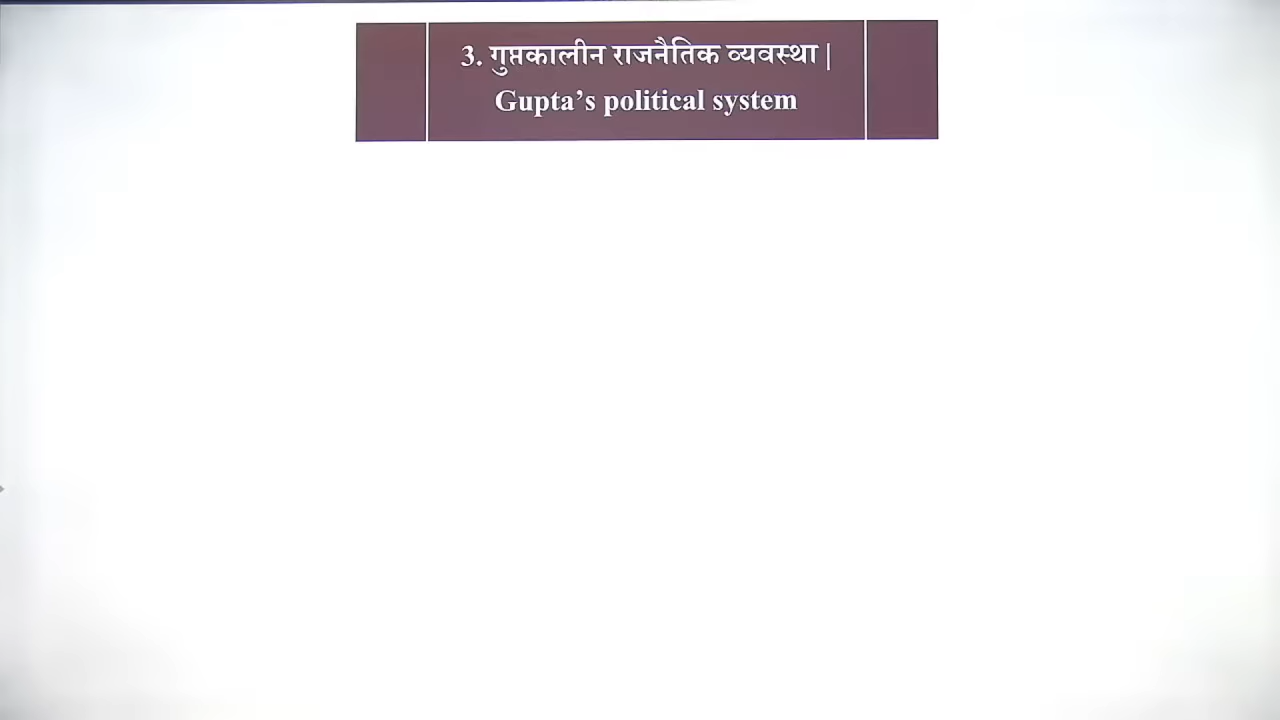 3. गुप्तकालीन राजनैतिक व्यवस्था |
Gupta’s political system